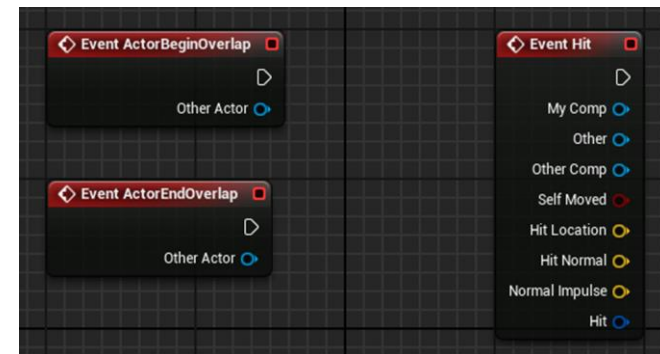 Event ActorBeginOverlap
Other Actor
Event ActorEndOverlap
Other Actor
Event Hit
My Comp
Other
Other Comp
Self Moved
Hit Location
Hit Normal
Normal Impulse
Hit